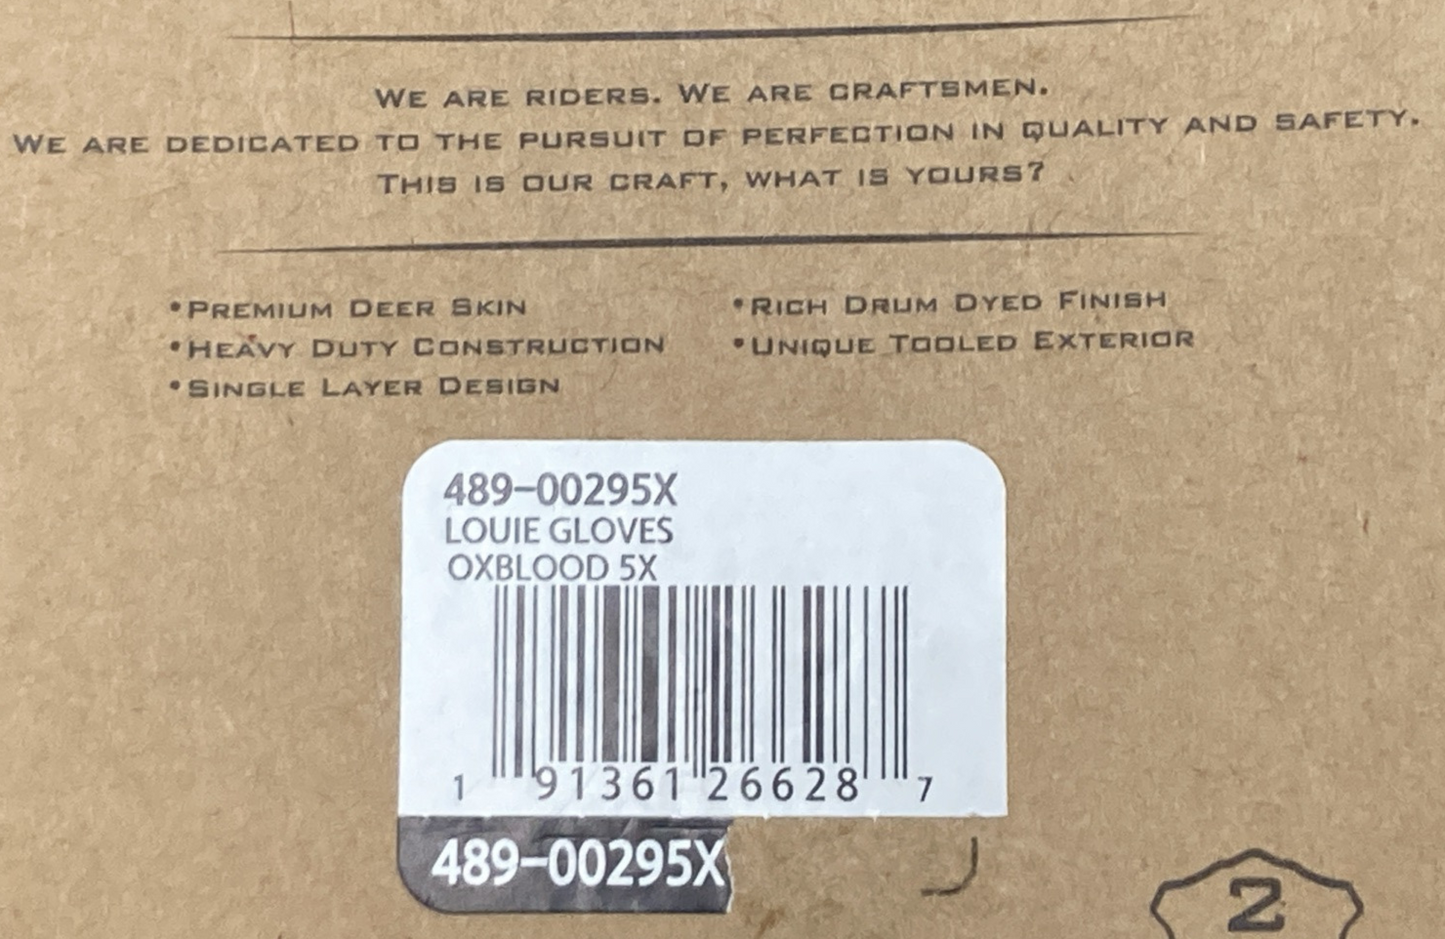 WE ARE RIDERS. WE ARE CRAFTSMEN.
WE ARE DEDICATED TO THE PURSUIT OF PERFECTION IN QUALITY AND SAFETY.
THIS IS OUR CRAFT, WHAT IS YOURS?
•PREMIUM DEER SKIN
•HEAVY DUTY CONSTRUCTION
•SINGLE LAYER DESIGN
•RICH DRUM DYED FINISH
•UNIQUE TOOLED EXTERIOR
489-00295X
LOUIE GLOVES
OXBLOOD 5X
1 91361 26628 7
489-00295X
2